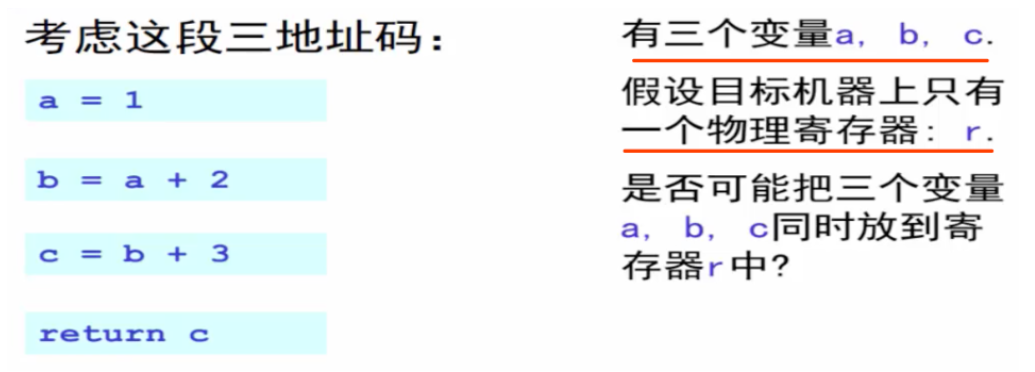 考虑这段三地址码:
a = 1
b = a + 2
c = b + 3
return c
有三个变量a, b, c.
假设目标机器上只有
一个物理寄存器: r.
是否可能把三个变量
a, b, c同时放到寄
存器r中?